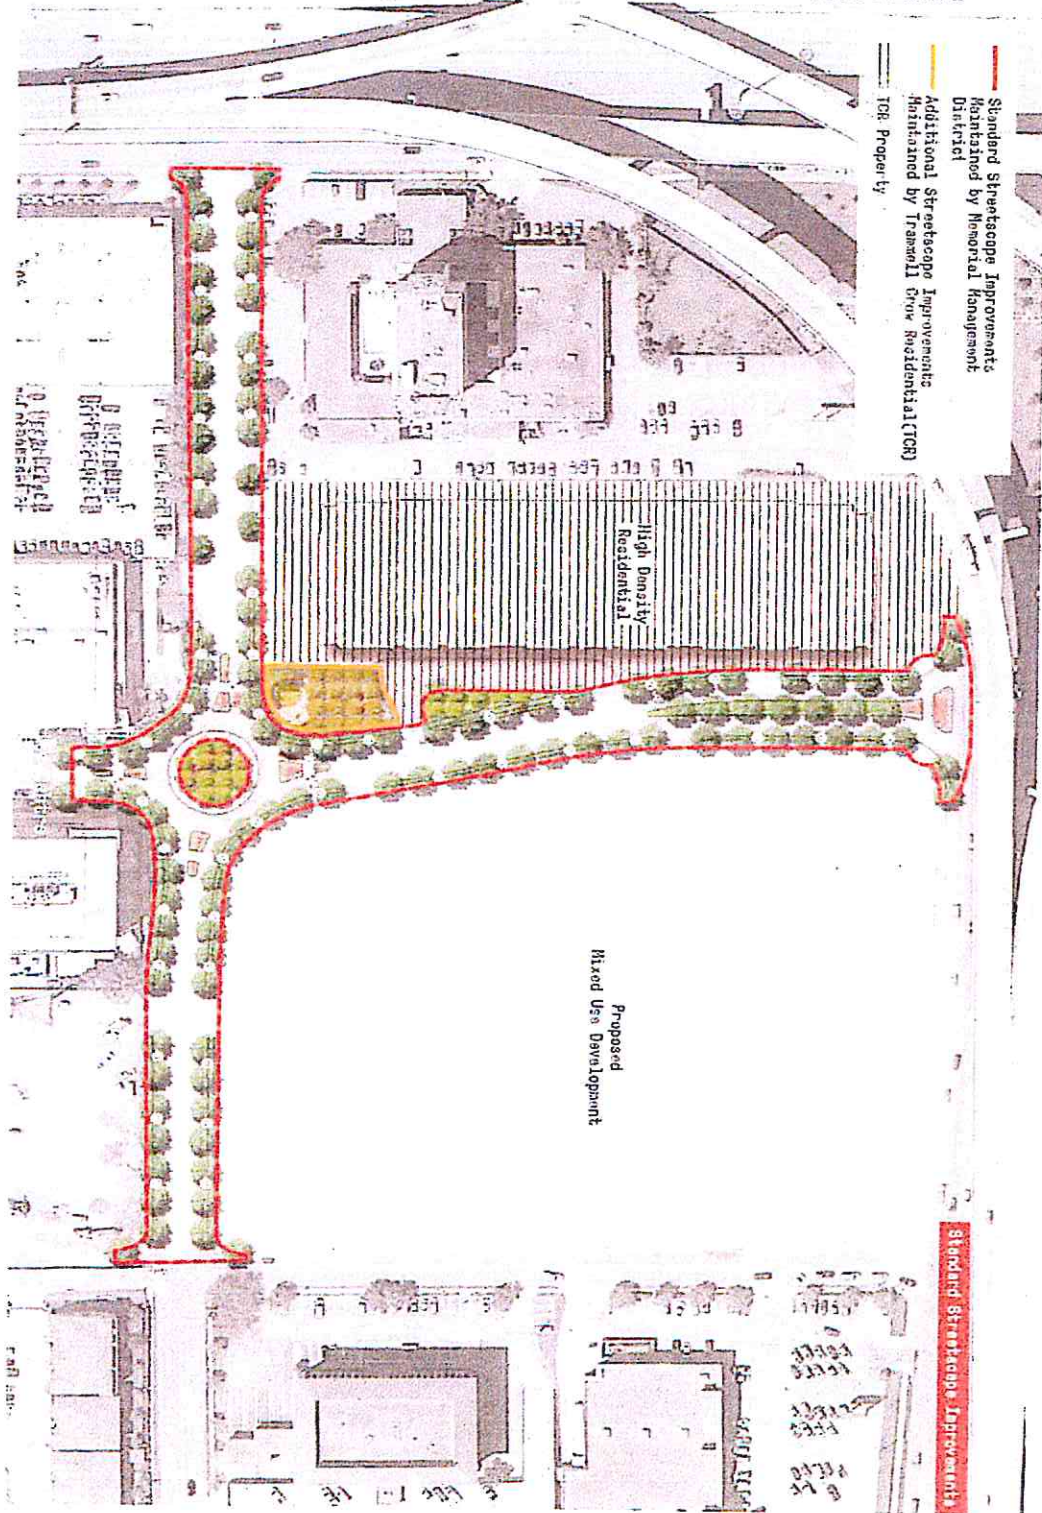 Standard Streetscape Improvements
Maintained by Memorial Management
District
Additional Streetscape Improvements
Maintained by Trammell Crow Residential(TCR)
TCR Property
High Density
Residential
Proposed
Mixed Use Development
Standard Streetscape Improvements